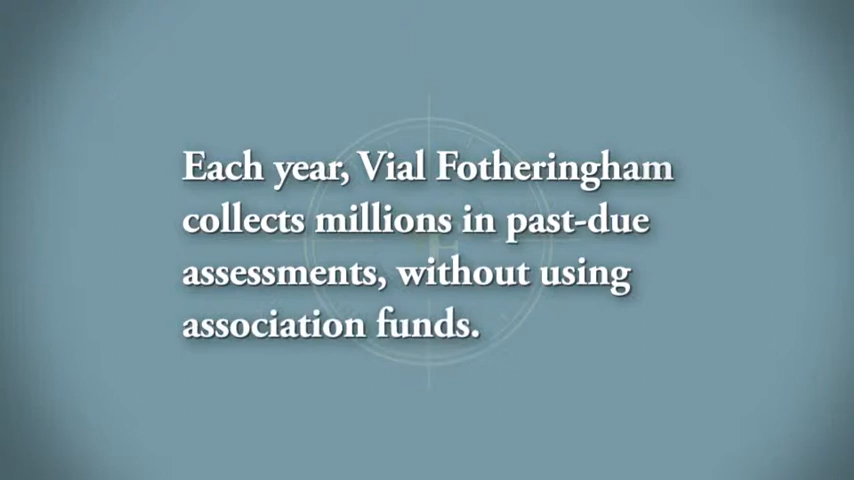 Each year, Vial Fotheringham
collects millions in past-due
assessments, without using
association funds.